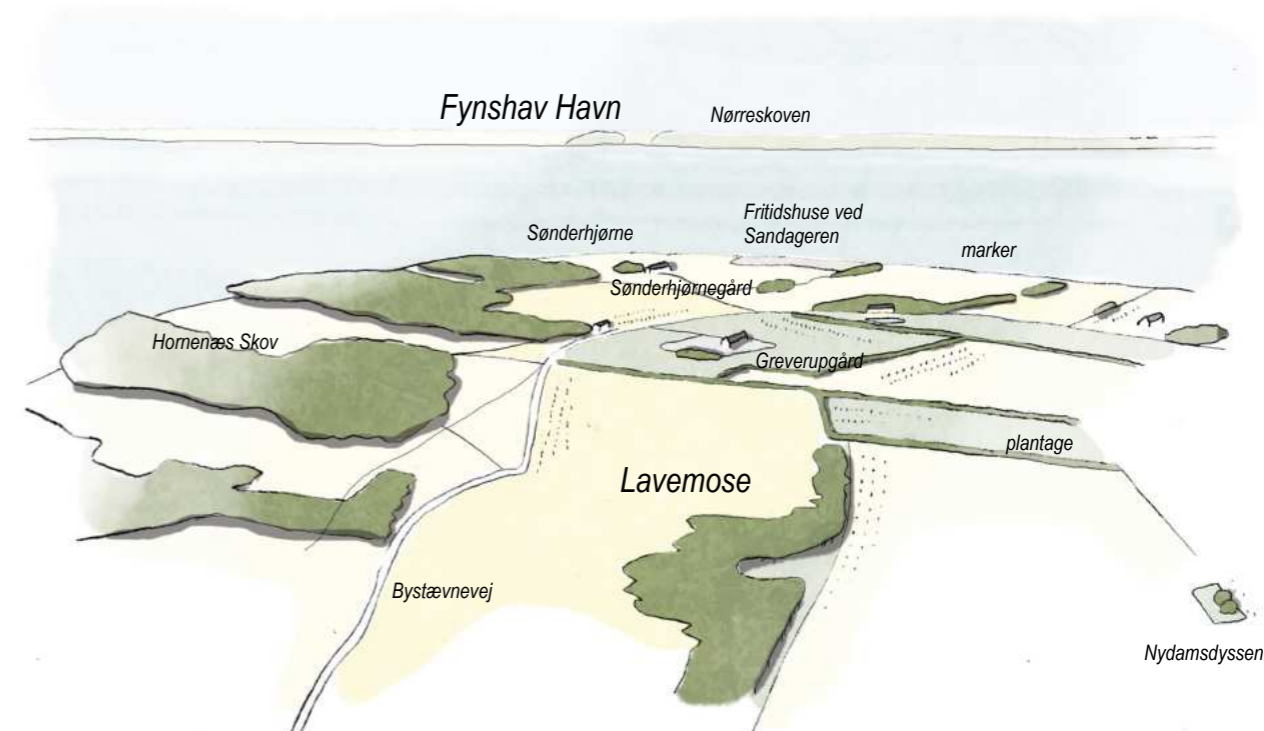 Fynshav Havn
Nørreskoven
Fritidshuse ved
Sandageren
Sønderhjørne
marker
Sønderhjørnegård
Hornenæs Skov
Greverupgård
plantage
Lavemose
Bystævnevej
Nydamsdyssen